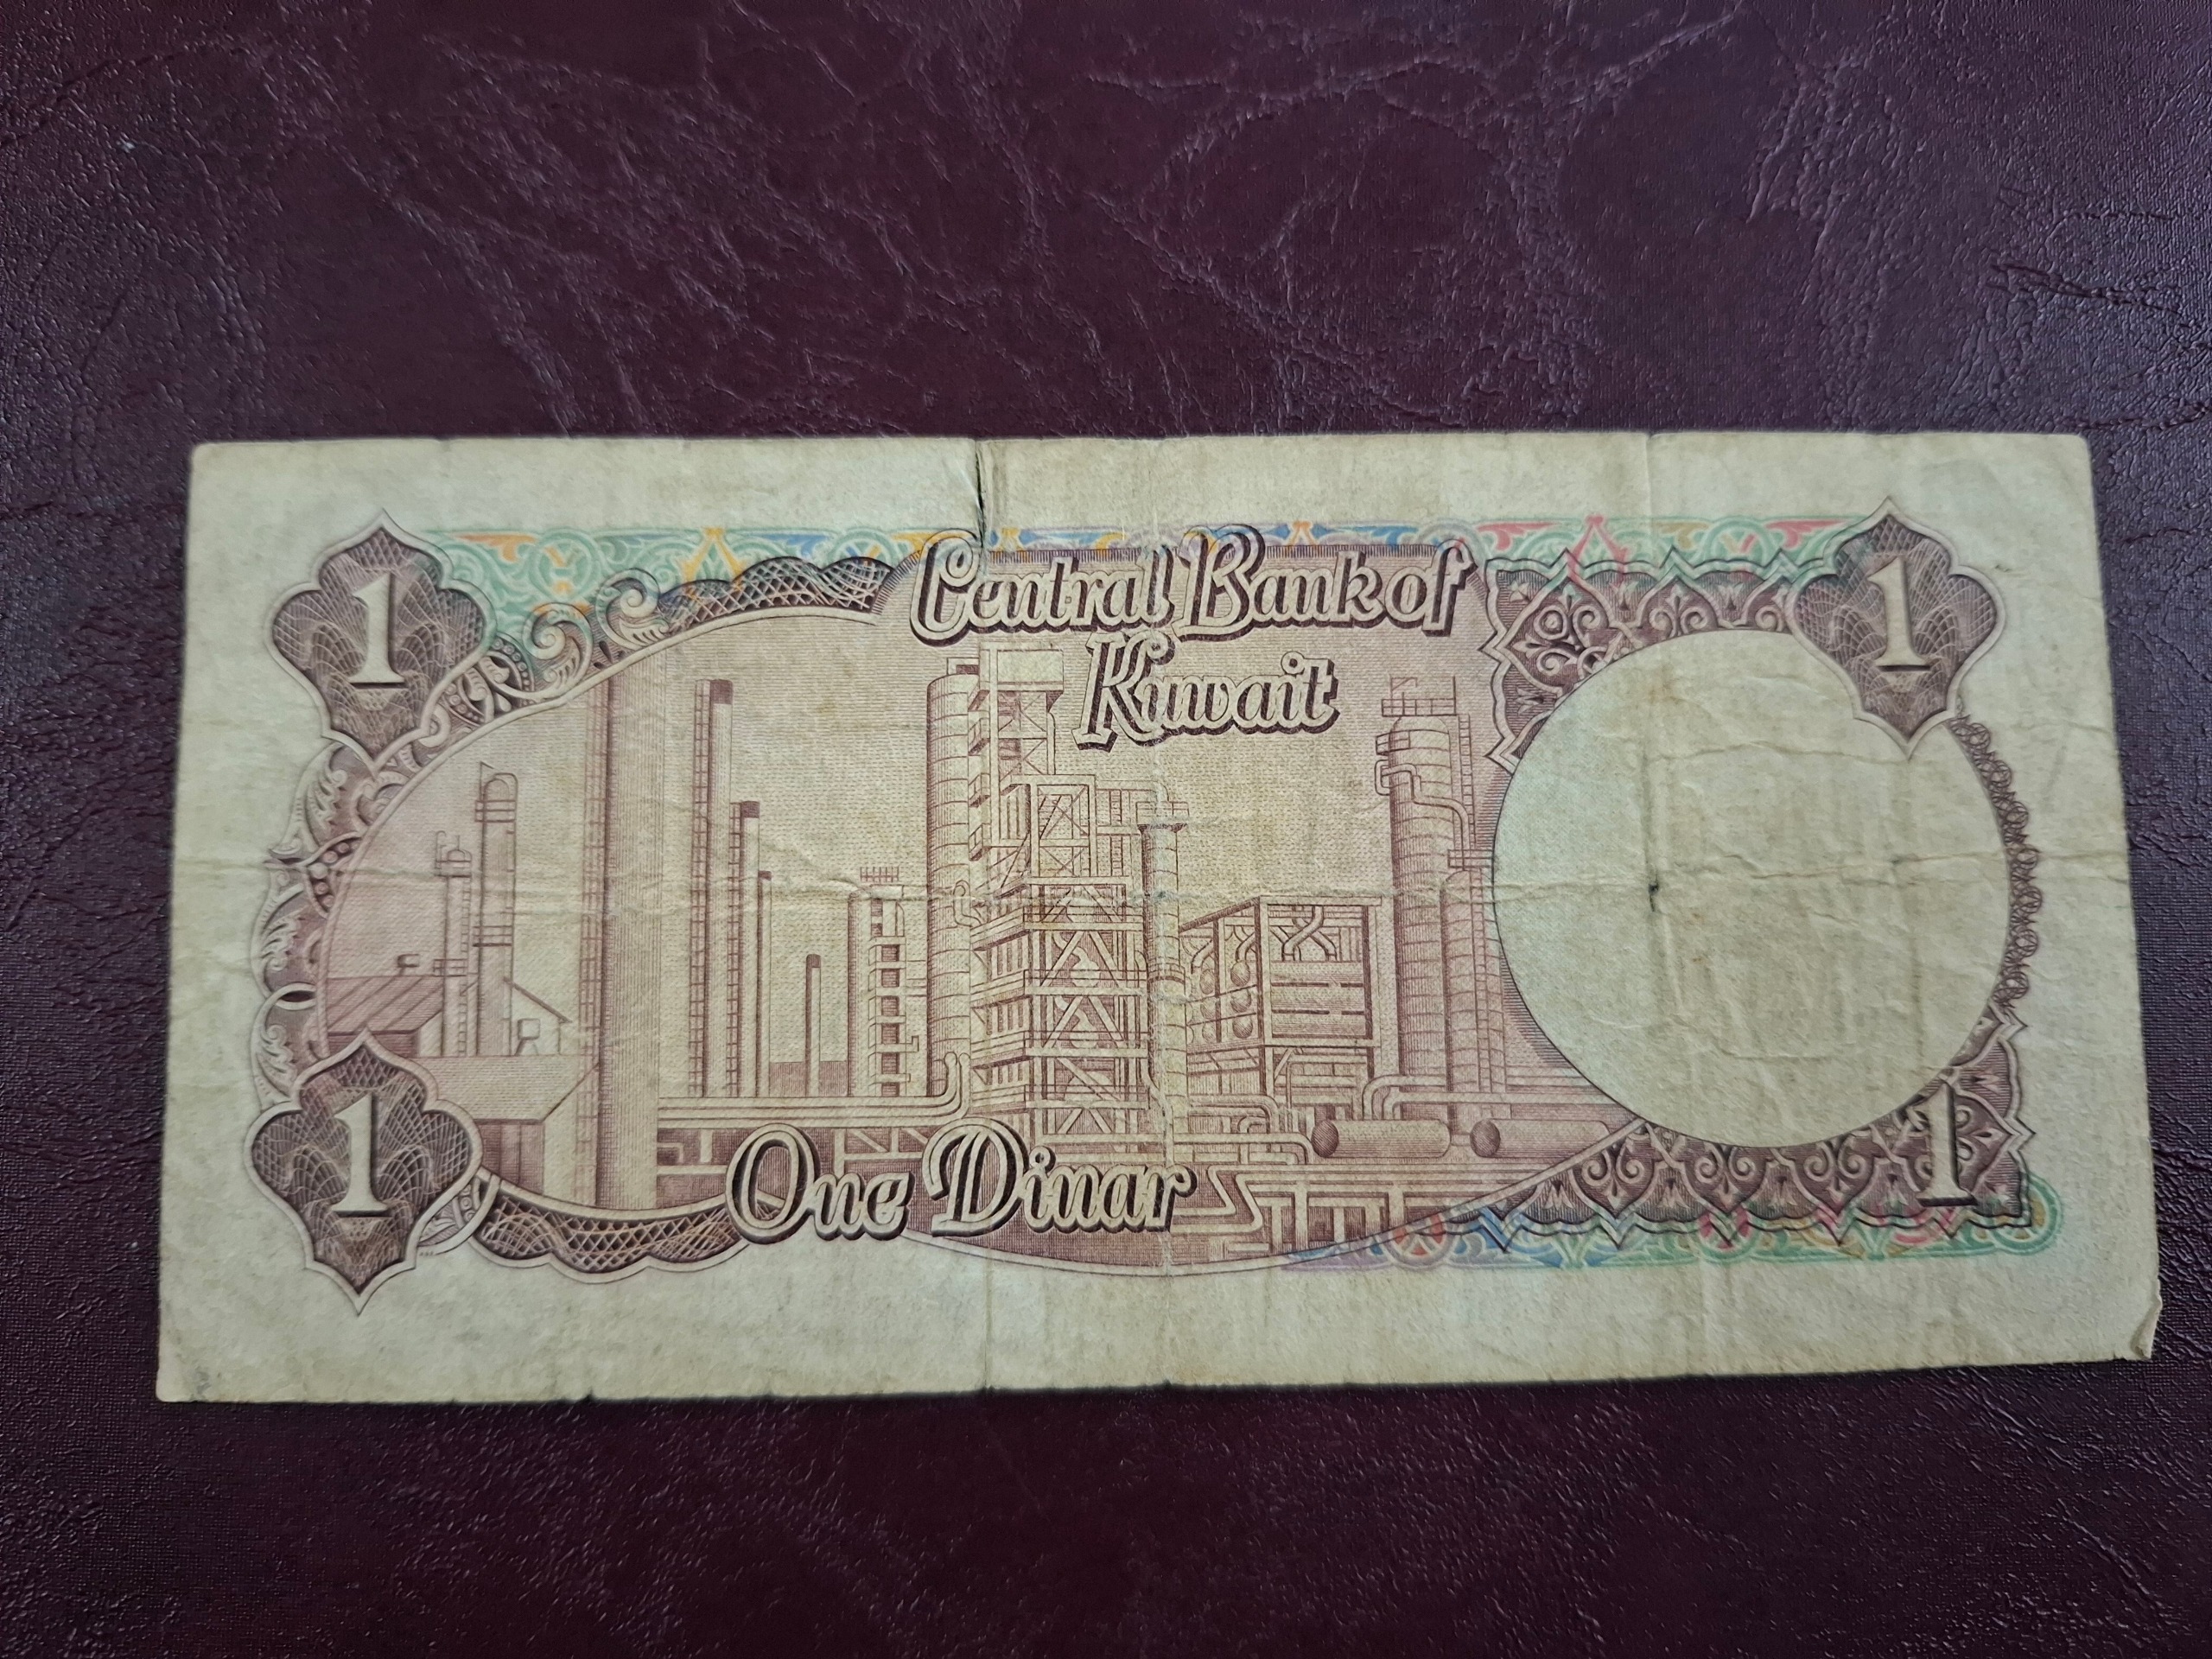 1
1
Central Bank of
Kuwait
1
1
One Dinar